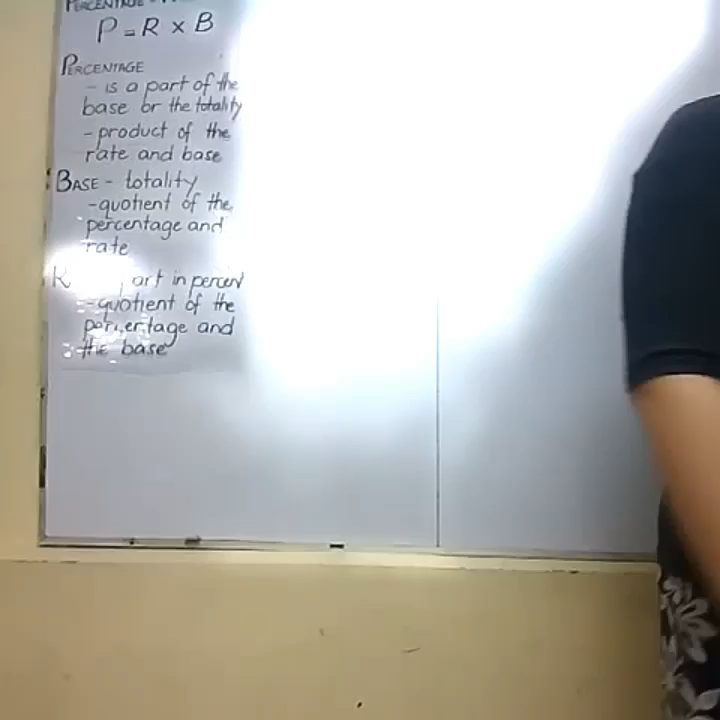 PERCENTAGE
P = R x B
PERCENTAGE
- is a part of the
base or the totality
- product of the
rate and base
BASE - totality
- quotient of the
percentage and
rate
R art in percent
- quotient of the
percentage and
the base